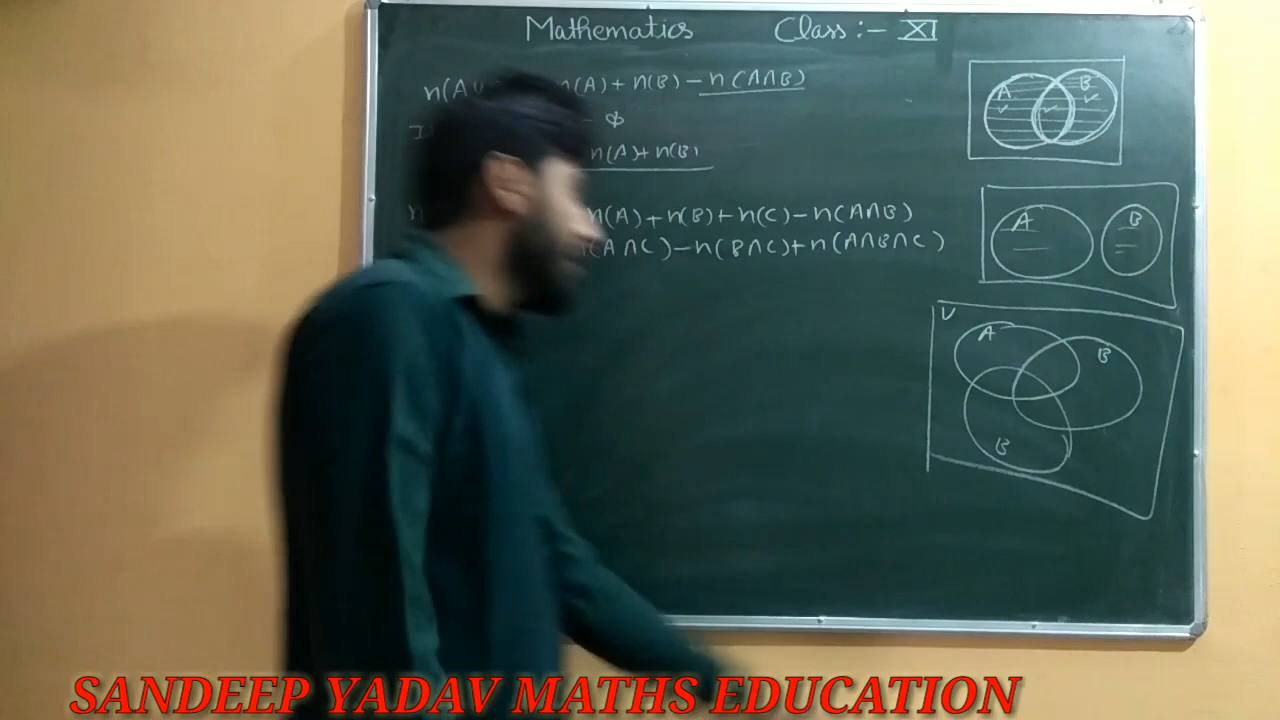 Mathematics Class :- XI
n(A n(A) + n(B) - n(A∩B)
ϕ
n(A) + n(B)
n(A) + n(B) + n(C) - n(A∩B)
(A∩C) - n(B∩C) + n(A∩B∩C)
A B
A B
U
A B
B
SANDEEP YADAV MATHS EDUCATION